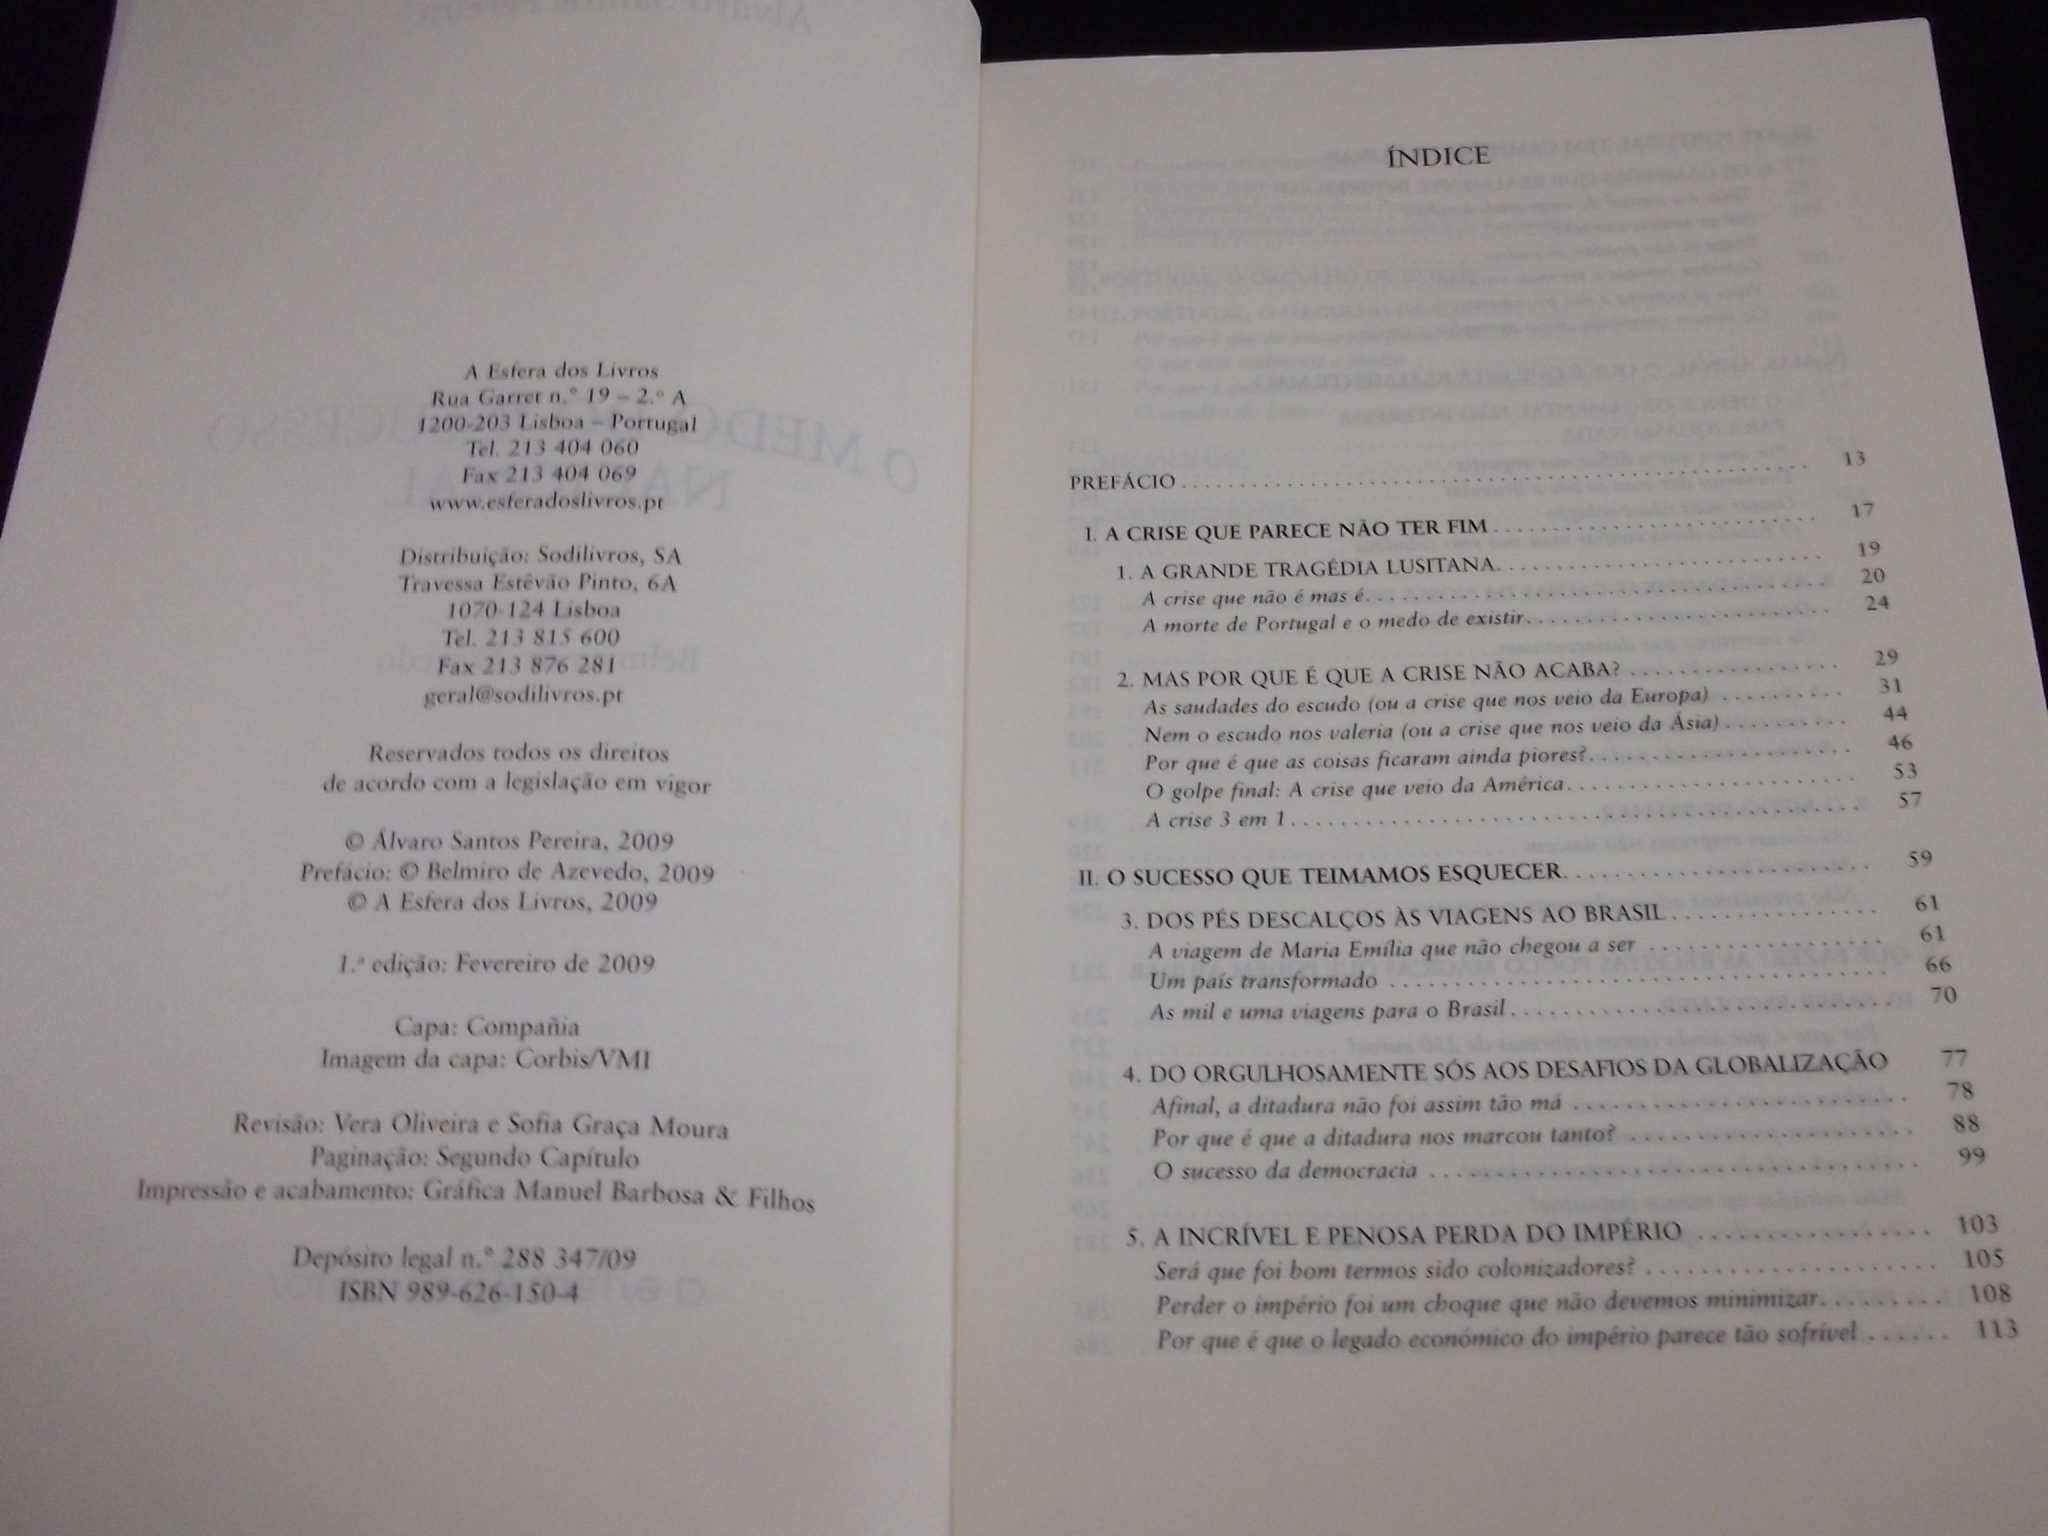 A Esfera dos Livros
Rua Garret n.º 19 – 2.º A
1200-203 Lisboa – Portugal
Tel. 213 404 060
Fax 213 404 069
www.esferadoslivros.pt
Distribuição: Sodilivros, SA
Travessa Estêvão Pinto, 6A
1070-124 Lisboa
Tel. 213 815 600
Fax 213 876 281
geral@sodilivros.pt
Reservados todos os direitos
de acordo com a legislação em vigor
© Álvaro Santos Pereira, 2009
Prefácio: © Belmiro de Azevedo, 2009
© A Esfera dos Livros, 2009
1.ª edição: Fevereiro de 2009
Capa: Compañia
Imagem da capa: Corbis/VMI
Revisão: Vera Oliveira e Sofia Graça Moura
Paginação: Segundo Capítulo
Impressão e acabamento: Gráfica Manuel Barbosa & Filhos
Depósito legal n.º 288 347/09
ISBN 989-626-150-4
ÍNDICE
PREFÁCIO 13
I. A CRISE QUE PARECE NÃO TER FIM 17
1. A GRANDE TRAGÉDIA LUSITANA 19
A crise que não é mas é 20
A morte de Portugal e o medo de existir 24
2. MAS POR QUE É QUE A CRISE NÃO ACABA? 29
As saudades do escudo (ou a crise que nos veio da Europa) 31
Nem o escudo nos valeria (ou a crise que nos veio da Ásia) 44
Por que é que as coisas ficaram ainda piores? 46
O golpe final: A crise que veio da América 53
A crise 3 em 1 57
II. O SUCESSO QUE TEIMAMOS ESQUECER 59
3. DOS PÉS DESCALÇOS ÀS VIAGENS AO BRASIL 61
A viagem de Maria Emília que não chegou a ser 61
Um país transformado 66
As mil e uma viagens para o Brasil 70
4. DO ORGULHOSAMENTE SÓS AOS DESAFIOS DA GLOBALIZAÇÃO 77
Afinal, a ditadura não foi assim tão má 78
Por que é que a ditadura nos marcou tanto? 88
O sucesso da democracia 99
5. A INCRÍVEL E PENOSA PERDA DO IMPÉRIO 103
Será que foi bom termos sido colonizadores? 105
Perder o império foi um choque que não devemos minimizar 108
Por que é que o legado económico do império parece tão sofrível 113